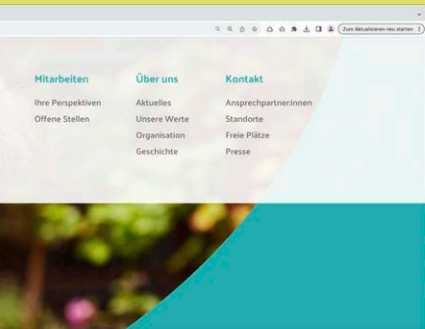 Zum Aktualisieren neu starten
Mitarbeiten
Ihre Perspektiven
Offene Stellen
Über uns
Aktuelles
Unsere Werte
Organisation
Geschichte
Kontakt
Ansprechpartner:innen
Standorte
Freie Plätze
Presse